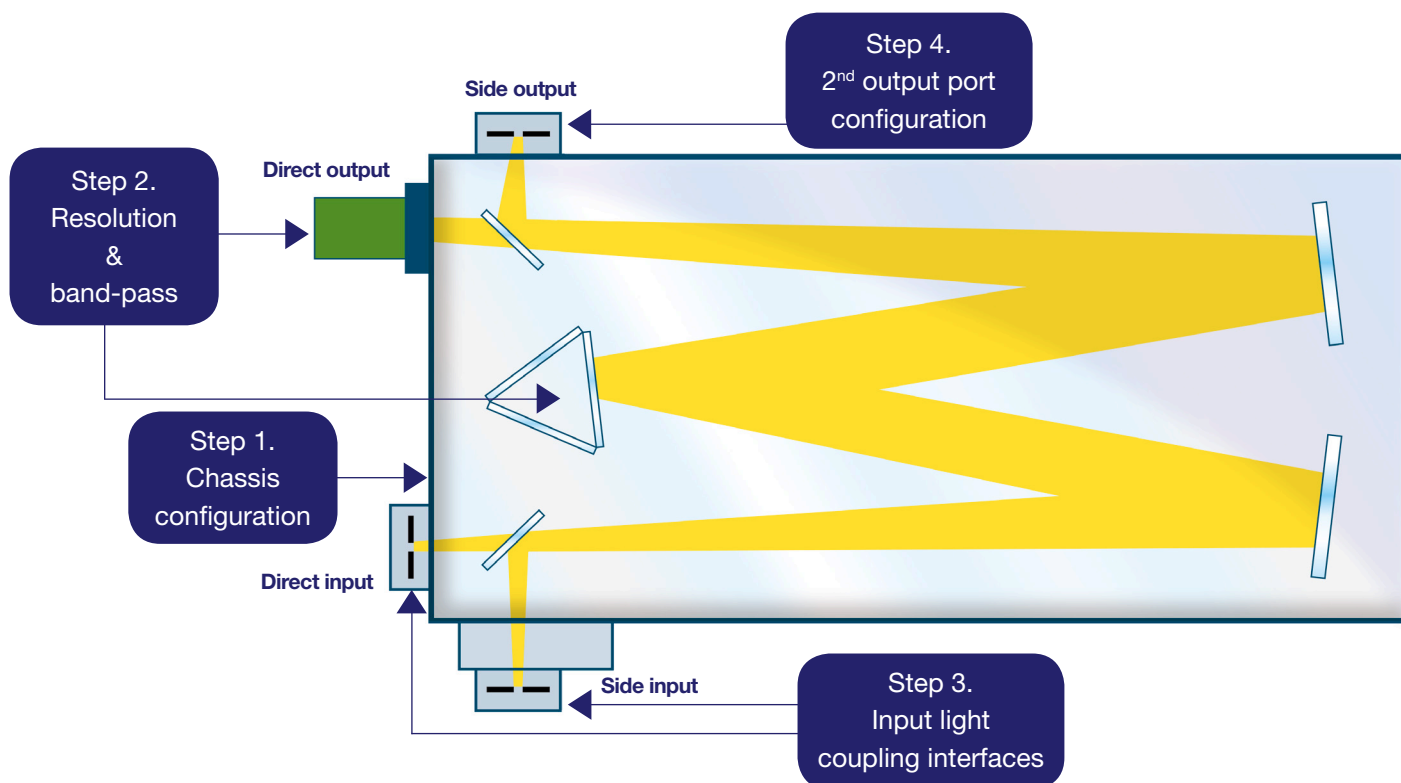 Step 4.
2nd output port
configuration
Side output
Direct output
Step 2.
Resolution
&
band-pass
Step 1.
Chassis
configuration
Direct input
Side input
Step 3.
Input light
coupling interfaces